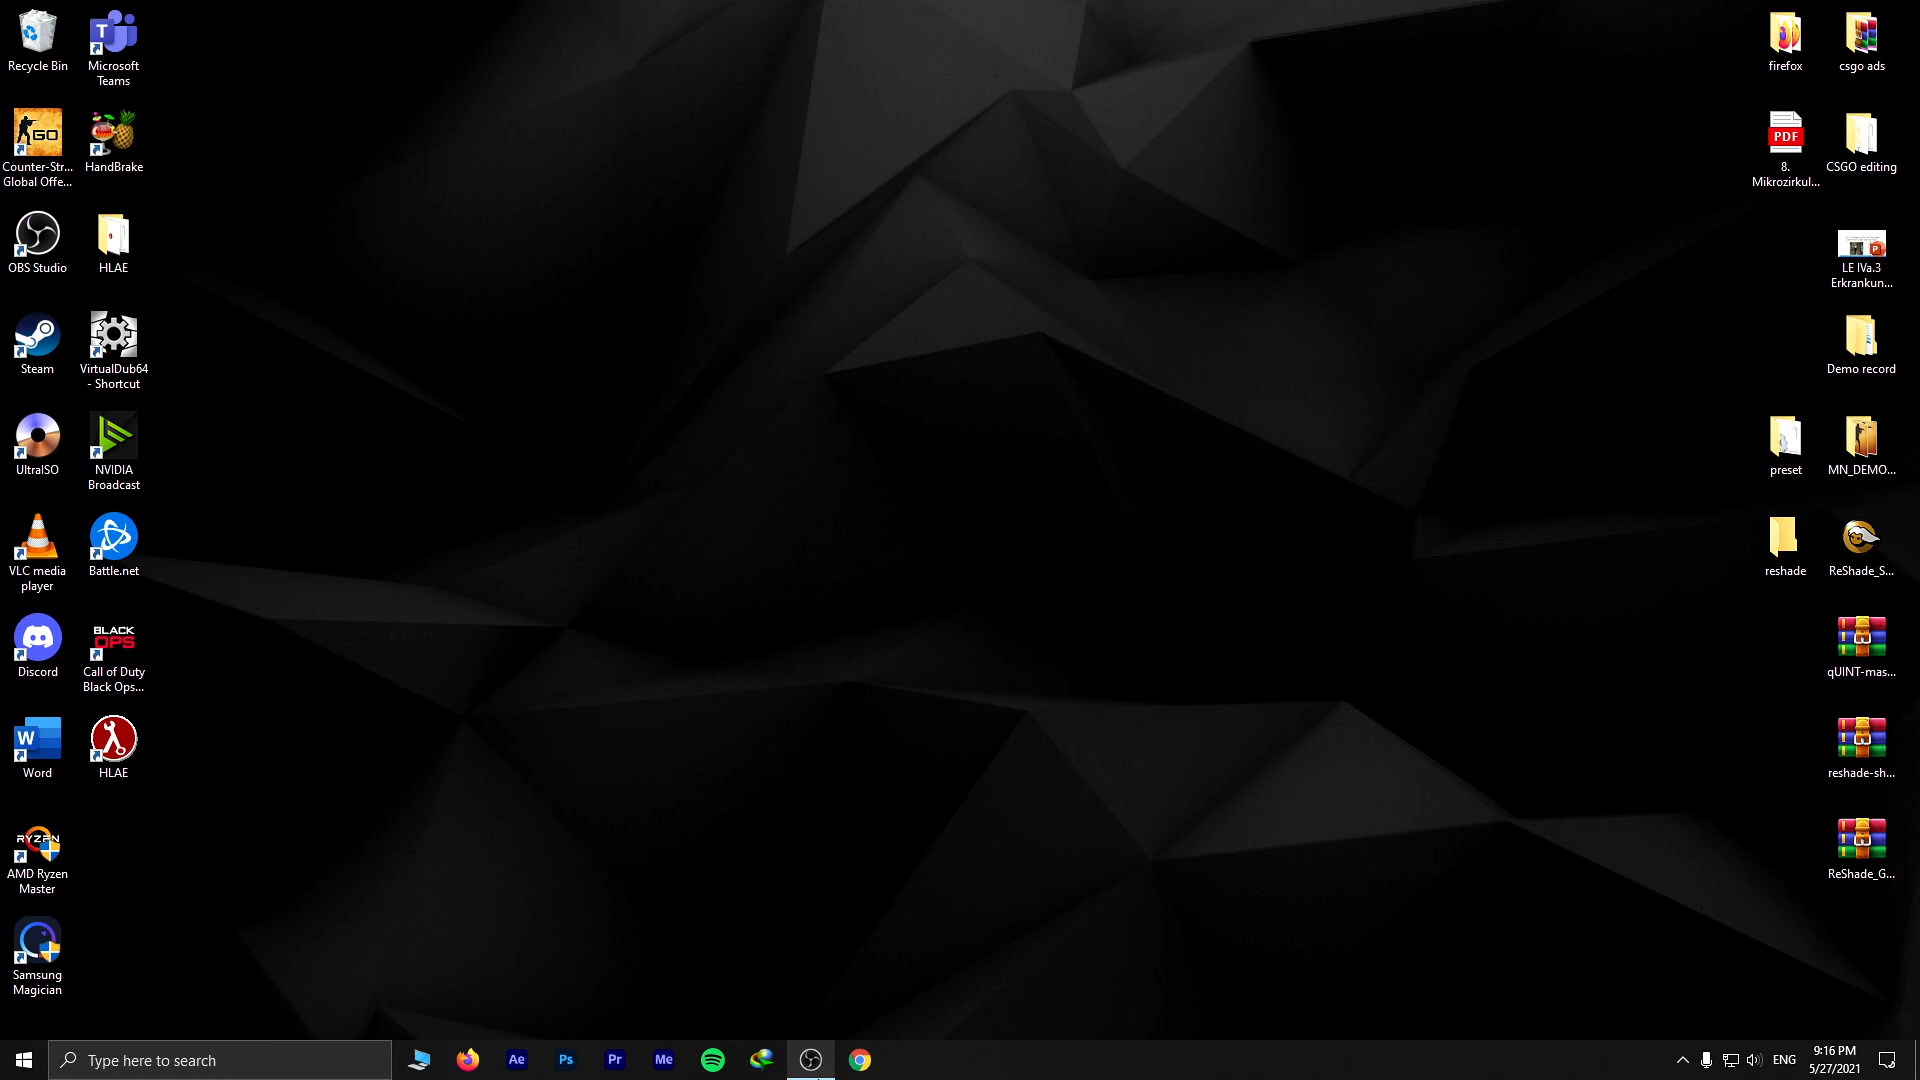 Recycle Bin
Microsoft
Teams
firefox
csgo ads
GO
Counter-Str...
Global Offe...
HandBrake
PDF
8.
Mikrozirkul...
CSGO editing
OBS Studio
HLAE
LE IVa.3
Erkrankun...
Steam
VirtualDub64
- Shortcut
Demo record
UltraISO
NVIDIA
Broadcast
preset
MN_DEMO...
VLC media
player
Battle.net
reshade
ReShade_S...
Discord
BLACK
OPS
Call of Duty
Black Ops...
qUINT-mas...
W
Word
HLAE
reshade-sh...
RYZEN
AMD Ryzen
Master
ReShade_G...
Samsung
Magician
Type here to search
Ae
Ps
Pr
Me
ENG
9:16 PM
5/27/2021